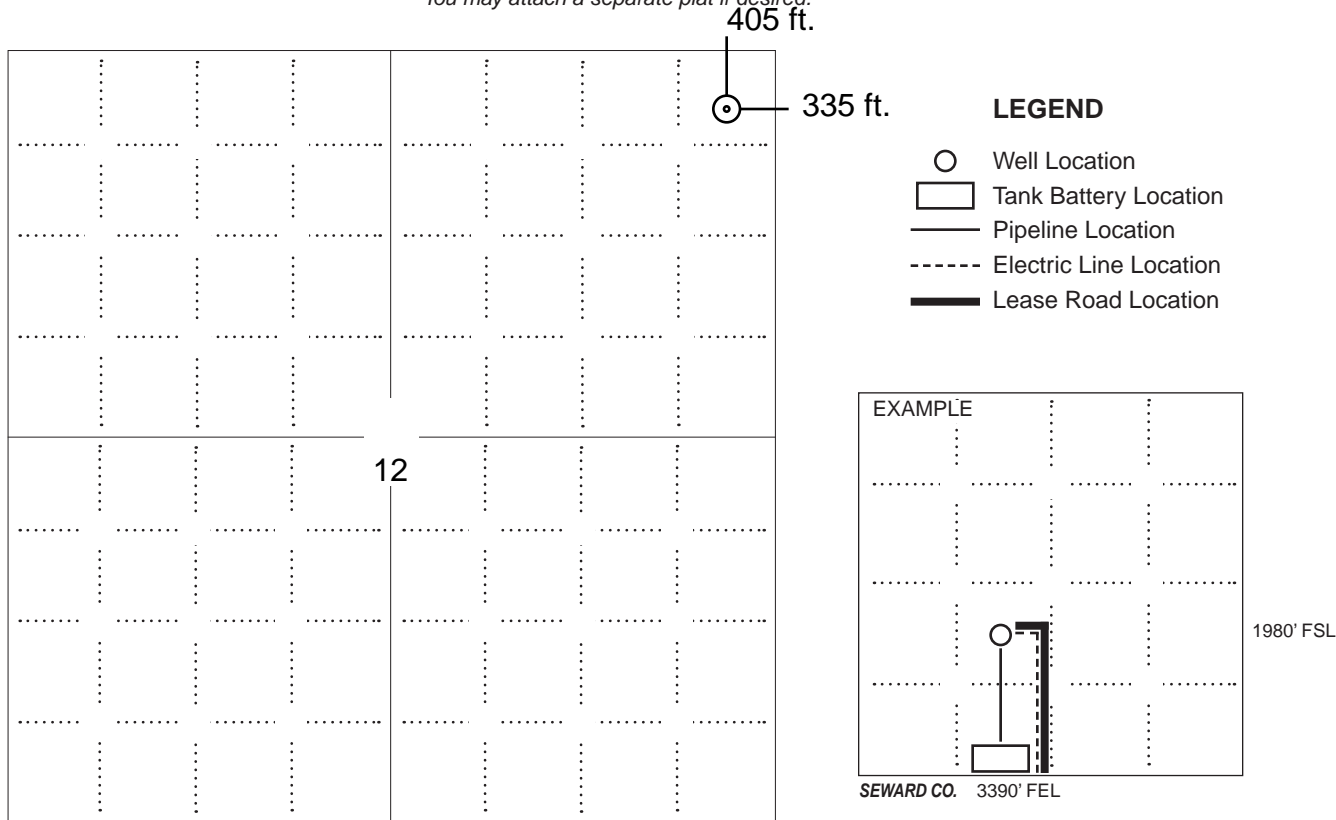 You may attach a separate plat if desired.
405 ft.
335 ft.
LEGEND
Well Location
Tank Battery Location
Pipeline Location
Electric Line Location
Lease Road Location
12
EXAMPLE
1980' FSL
SEWARD CO. 3390' FEL